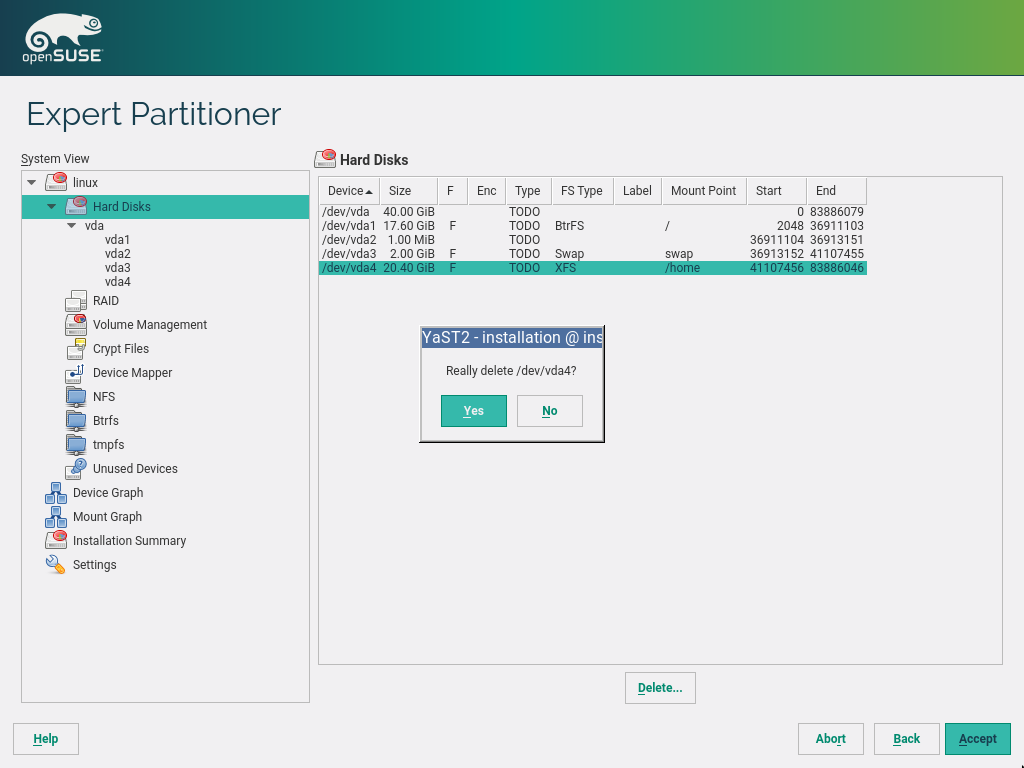 openSUSE
Expert Partitioner
System View
linux
Hard Disks
vda
vda1
vda2
vda3
vda4
RAID
Volume Management
Crypt Files
Device Mapper
NFS
Btrfs
tmpfs
Unused Devices
Device Graph
Mount Graph
Installation Summary
Settings
Hard Disks
Device Size F Enc Type FS Type Label Mount Point Start End
/dev/vda 40.00 GiB TODO 0 83886079
/dev/vda1 17.60 GiB F TODO BtrFS / 2048 36911103
/dev/vda2 1.00 MiB TODO 36911104 36913151
/dev/vda3 2.00 GiB F TODO Swap swap 36913152 41107455
/dev/vda4 20.40 GiB F TODO XFS /home 41107456 83886046
YaST2 - installation @ ins
Really delete /dev/vda4?
Yes No
Delete...
Help Abort Back Accept